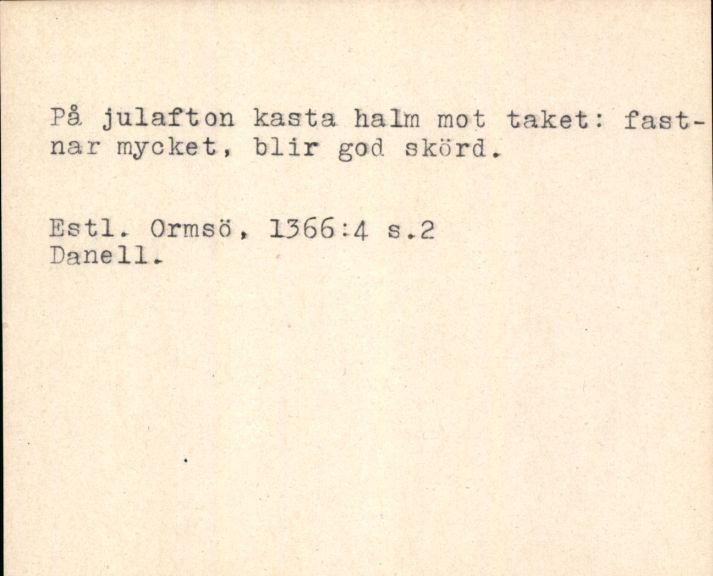 På julafton kasta halm mot taket: fast-
nar mycket, blir god skörd.
Estl. Ormsö, 1366:4 s.2
Danell.